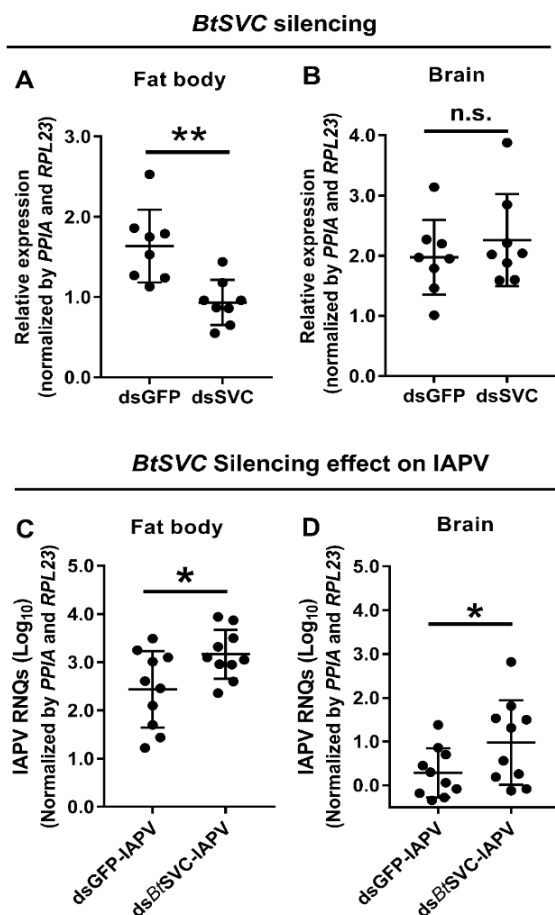 BtSVC silencing
A
Fat body
Relative expression
(normalized by PPIA and RPL23)
3.0
2.0
1.0
0.0
**
dsGFP
dsSVC
B
Brain
Relative expression
(normalized by PPIA and RPL23)
4.0
3.0
2.0
1.0
0.0
n.s.
dsGFP
dsSVC
BtSVC Silencing effect on IAPV
C
Fat body
IAPV RNQs (Log10)
(Normalized by PPIA and RPL23)
5.0
4.0
3.0
2.0
1.0
0.0
*
dsGFP-IAPV
dsBtSVC-IAPV
D
Brain
IAPV RNQs (Log10)
(Normalized by PPIA and RPL23)
5.0
4.0
3.0
2.0
1.0
0.0
*
dsGFP-IAPV
dsBtSVC-IAPV